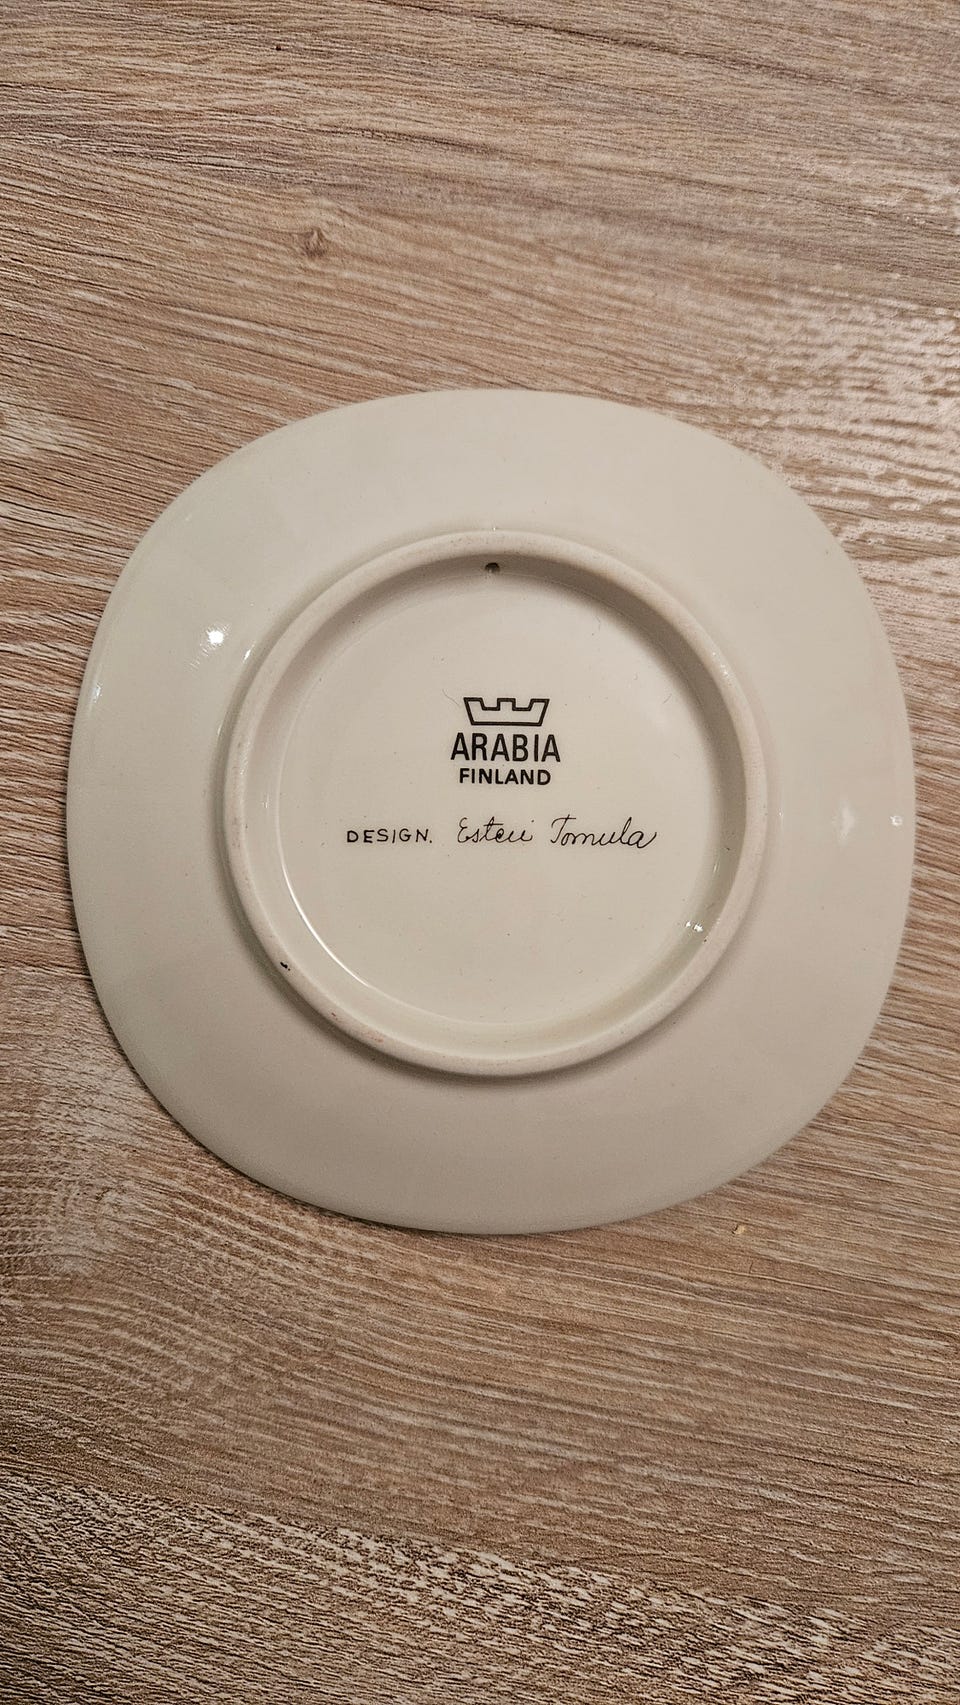 ARABIA
FINLAND
DESIGN. Esteri Tomula